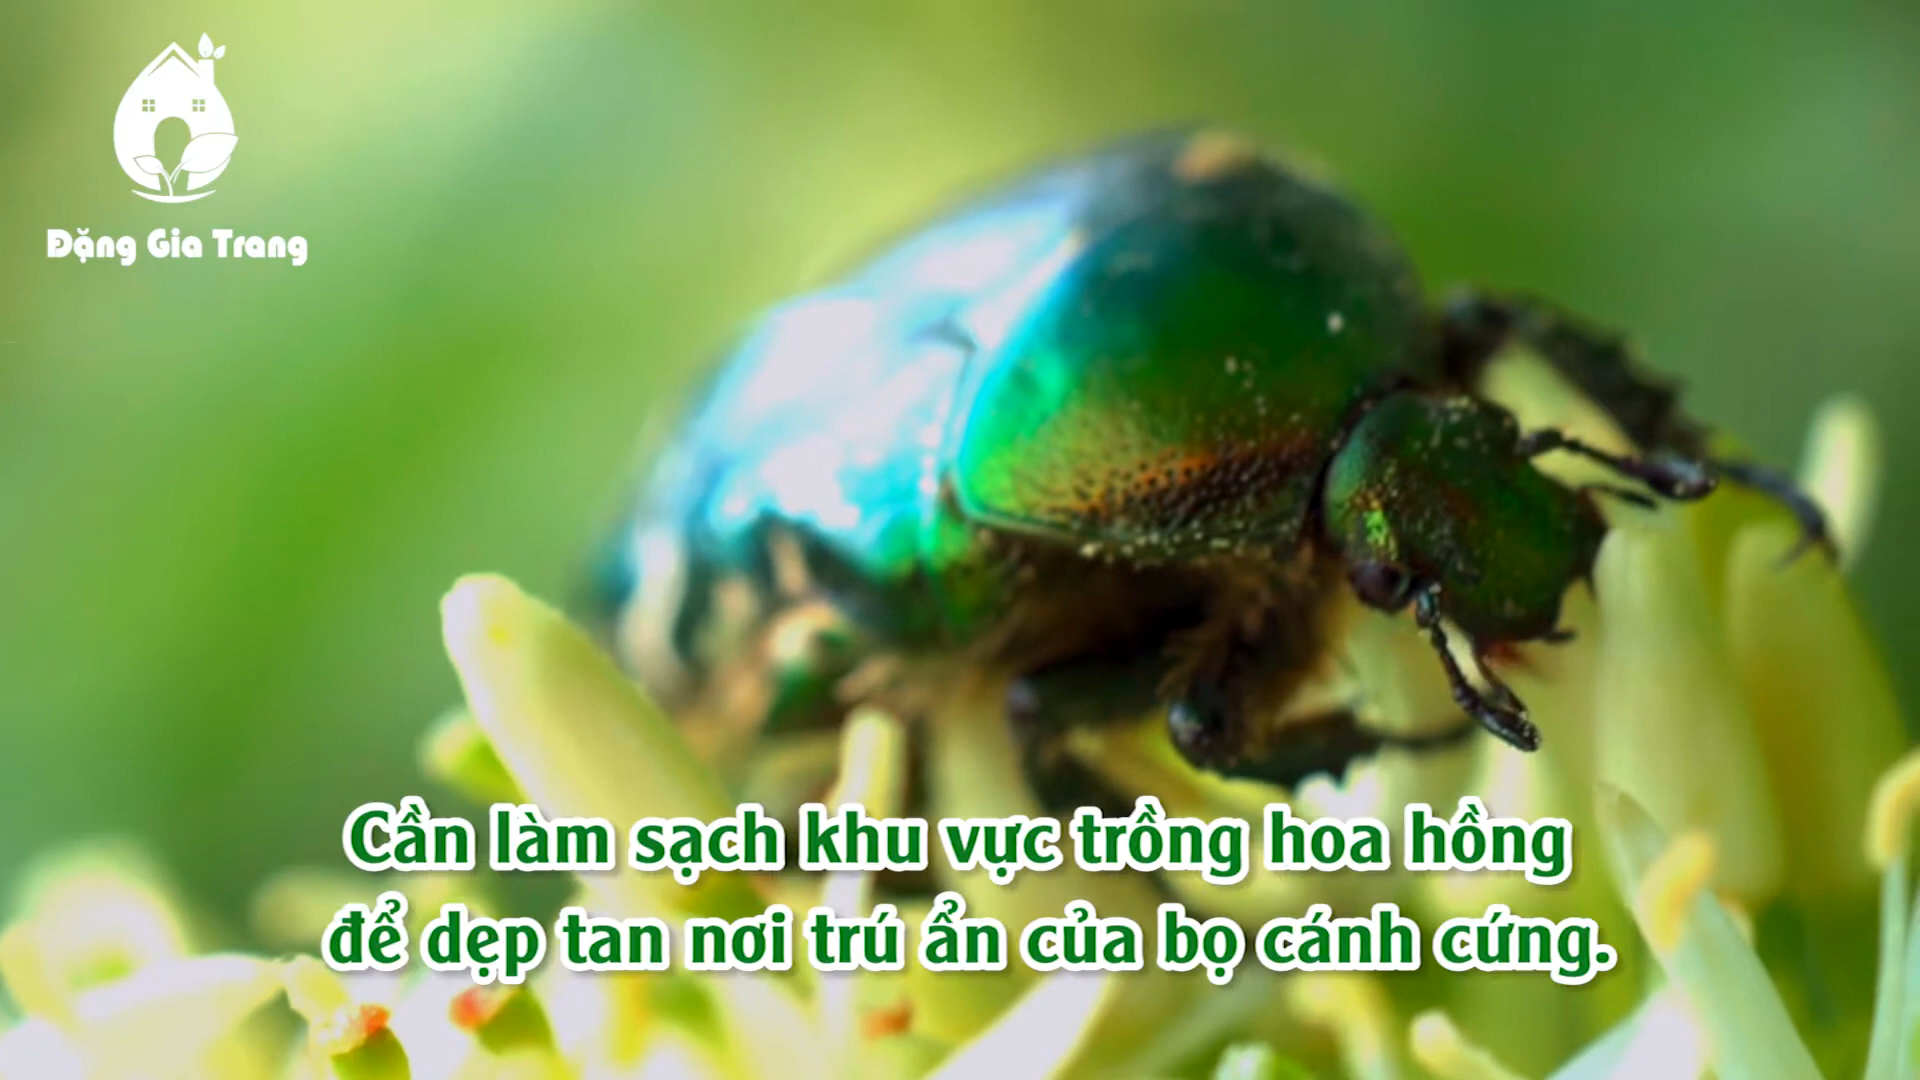 Đặng Gia Trang
Cần làm sạch khu vực trồng hoa hồng
để dẹp tan nơi trú ẩn của bọ cánh cứng.